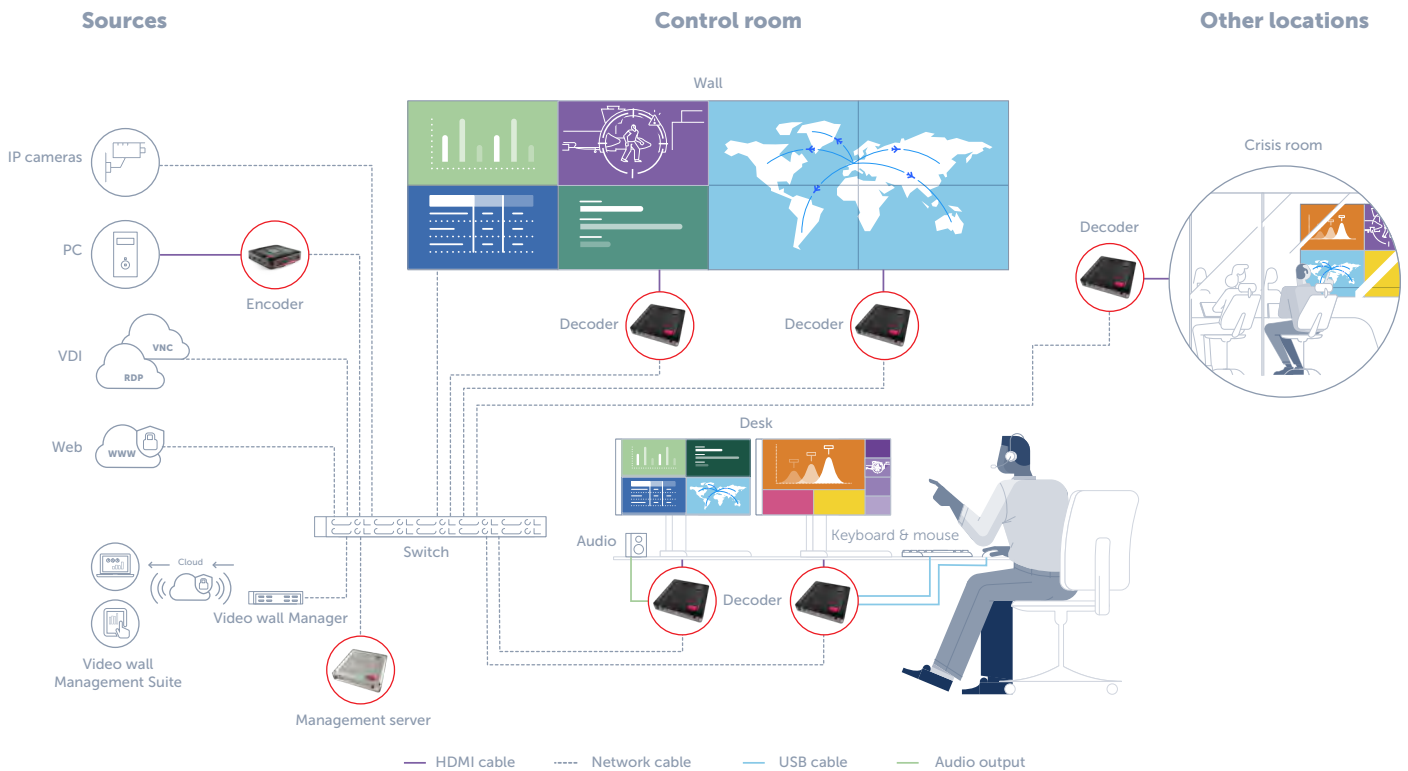 Sources
Control room
Other locations
Wall
IP cameras
Crisis room
PC
Encoder
Decoder
Decoder
Decoder
VDI
VNC
RDP
Web
WWW
Desk
Switch
Audio
Keyboard & mouse
Cloud
Video wall Manager
Decoder
Video wall
Management Suite
Management server
HDMI cable
Network cable
USB cable
Audio output